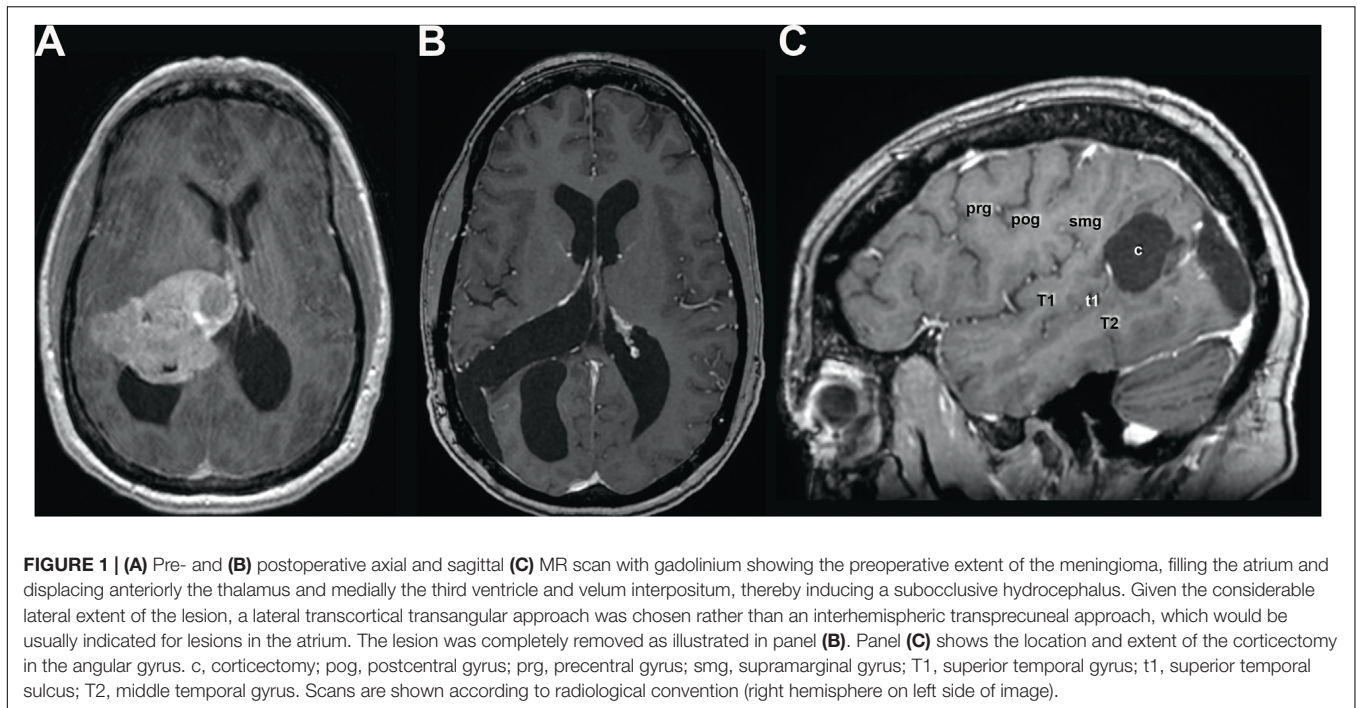 A
B
C
prg
pog
smg
c
T1
t1
T2
FIGURE 1 | (A) Pre- and (B) postoperative axial and sagittal (C) MR scan with gadolinium showing the preoperative extent of the meningioma, filling the atrium and
displacing anteriorly the thalamus and medially the third ventricle and velum interpositum, thereby inducing a subocclusive hydrocephalus. Given the considerable
lateral extent of the lesion, a lateral transcortical transangular approach was chosen rather than an interhemispheric transprecuneal approach, which would be
usually indicated for lesions in the atrium. The lesion was completely removed as illustrated in panel (B). Panel (C) shows the location and extent of the corticectomy
in the angular gyrus. c, corticectomy; pog, postcentral gyrus; prg, precentral gyrus; smg, supramarginal gyrus; T1, superior temporal gyrus; t1, superior temporal
sulcus; T2, middle temporal gyrus. Scans are shown according to radiological convention (right hemisphere on left side of image).